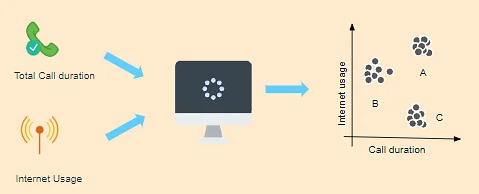 Total Call duration
Internet Usage
Internet usage
A
B
C
Call duration